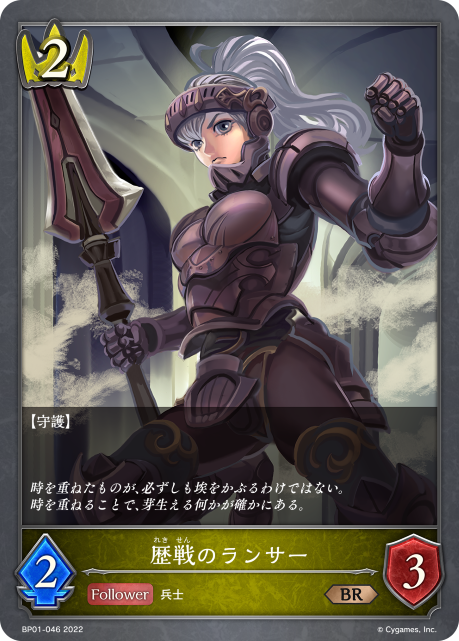 2
【守護】
時を重ねたものが、必ずしも埃をかぶるわけではない。
時を重ねることで、芽生える何かが確かにある。
れき せん
歴戦のランサー
2
Follower 兵士
BR
3
BP01-046 2022
© Cygames, Inc.